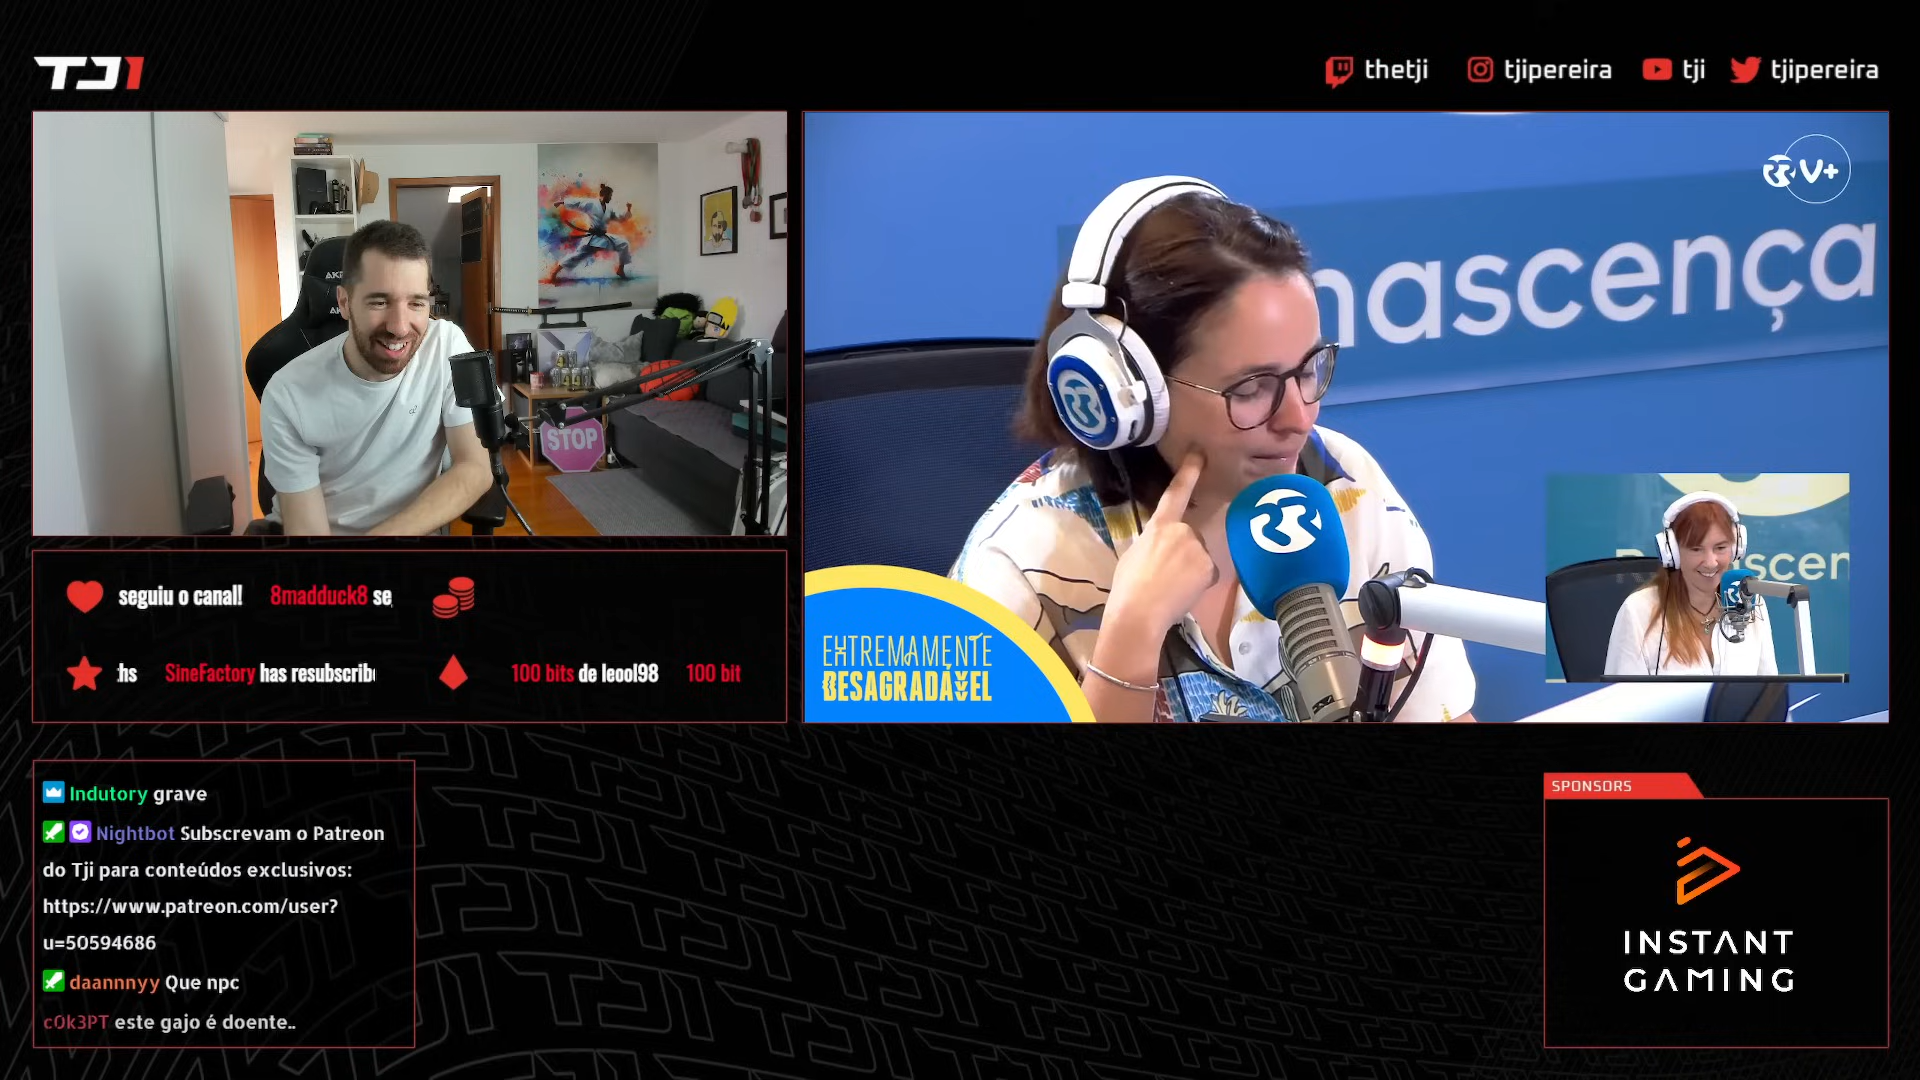 TJ1
thetji
tjipereira
tji
tjipereira
V+
nascença
AK
STOP
EXTREMAMENTE
DESAGRADÁVEL
seguiu o canal! 8madduck8 se
hs SineFactory has resubscrib
100 bits de leool98 100 bit
Indutory grave
Nightbot Subscrevam o Patreon
do Tji para conteúdos exclusivos:
https://www.patreon.com/user?
u=50594686
daannnyy Que npc
c0k3PT este gajo é doente..
SPONSORS
INSTANT
GAMING